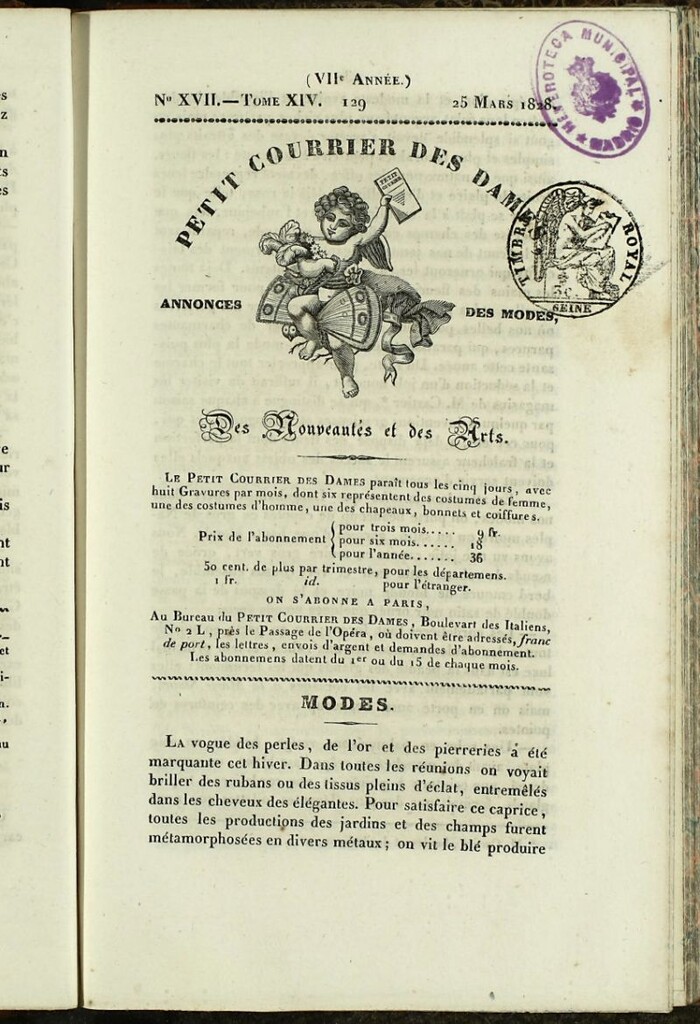 (VIIe Année.)
No XVII.—Tome XIV. 129 25 Mars 1828.
HEMEROTECA MUNICIPAL
★ MADRID ★
PETIT COURRIER DES DAMES
PETIT COURRIER
TIMBRE ROYAL
5c.
SEINE
ANNONCES DES MODES,
Des Nouveautés et des Arts.
Le Petit Courrier des Dames paraît tous les cinq jours, avec
huit Gravures par mois, dont six représentent des costumes de femme,
une des costumes d'homme, une des chapeaux, bonnets et coiffures.
Prix de l'abonnement { pour trois mois..... 9 fr.
pour six mois...... 18
pour l'année....... 36
50 cent. de plus par trimestre, pour les départemens.
1 fr. id. pour l'étranger.
ON S'ABONNE A PARIS,
Au Bureau du Petit Courrier des Dames, Boulevart des Italiens,
No 2 L, près le Passage de l'Opéra, où doivent être adressés, franc
de port, les lettres, envois d'argent et demandes d'abonnement.
Les abonnemens datent du 1er ou du 15 de chaque mois.
MODES.
La vogue des perles, de l'or et des pierreries a été
marquante cet hiver. Dans toutes les réunions on voyait
briller des rubans ou des tissus pleins d'éclat, entremêlés
dans les cheveux des élégantes. Pour satisfaire ce caprice,
toutes les productions des jardins et des champs furent
métamorphosées en divers métaux; on vit le blé produire